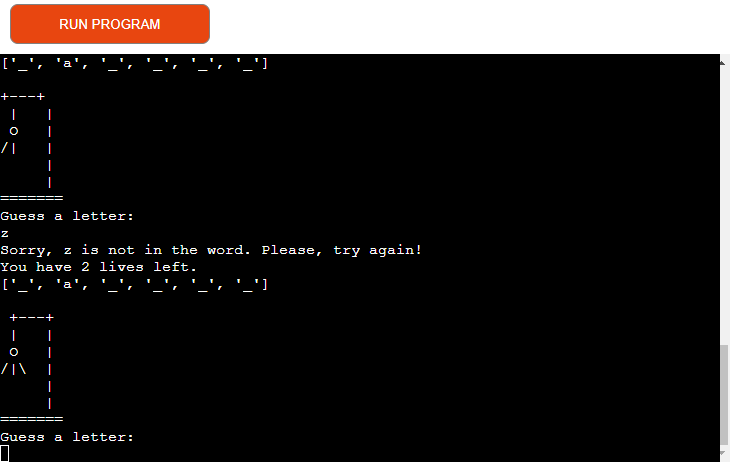 RUN PROGRAM
['_', 'a', '_', '_', '_', '_']

+---+
 |   |
 O   |
/|   |
     |
     |
=======
Guess a letter:
z
Sorry, z is not in the word. Please, try again!
You have 2 lives left.
['_', 'a', '_', '_', '_', '_']

 +---+
 |   |
 O   |
/|\  |
     |
     |
=======
Guess a letter: